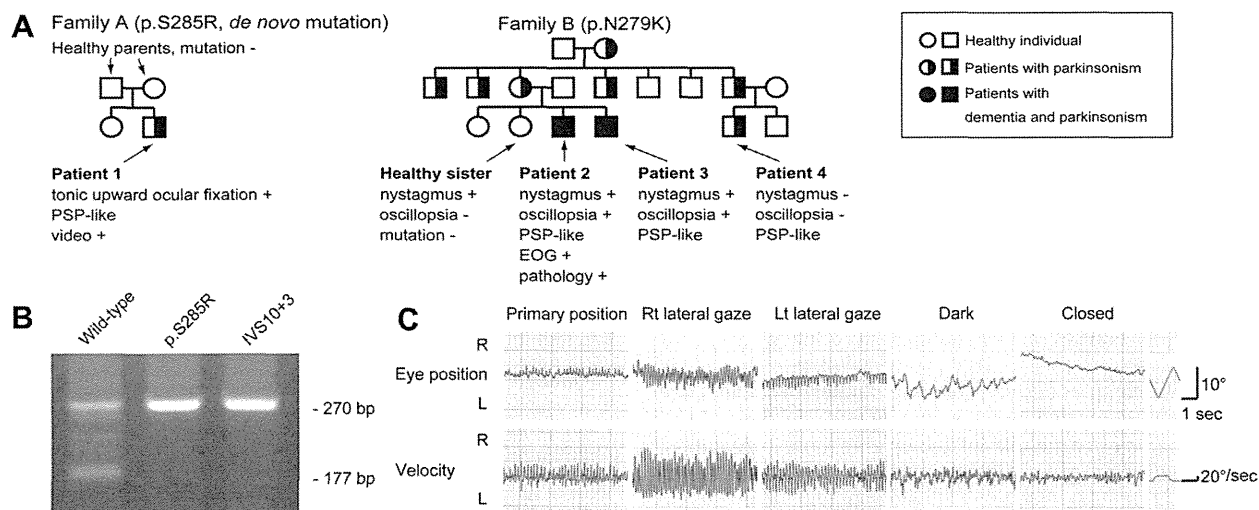 A
Family A (p.S285R, de novo mutation)
Healthy parents, mutation -
Patient 1
tonic upward ocular fixation +
PSP-like
video +
Family B (p.N279K)
Healthy sister
nystagmus +
oscillopsia -
mutation -
Patient 2
nystagmus +
oscillopsia +
PSP-like
EOG +
pathology +
Patient 3
nystagmus +
oscillopsia +
PSP-like
Patient 4
nystagmus -
oscillopsia -
PSP-like
Healthy individual
Patients with parkinsonism
Patients with
dementia and parkinsonism
B
Wild-type
p.S285R
IVS10+3
- 270 bp
- 177 bp
C
Primary position
Rt lateral gaze
Lt lateral gaze
Dark
Closed
R
Eye position
L
10°
1 sec
R
Velocity
L
20°/sec